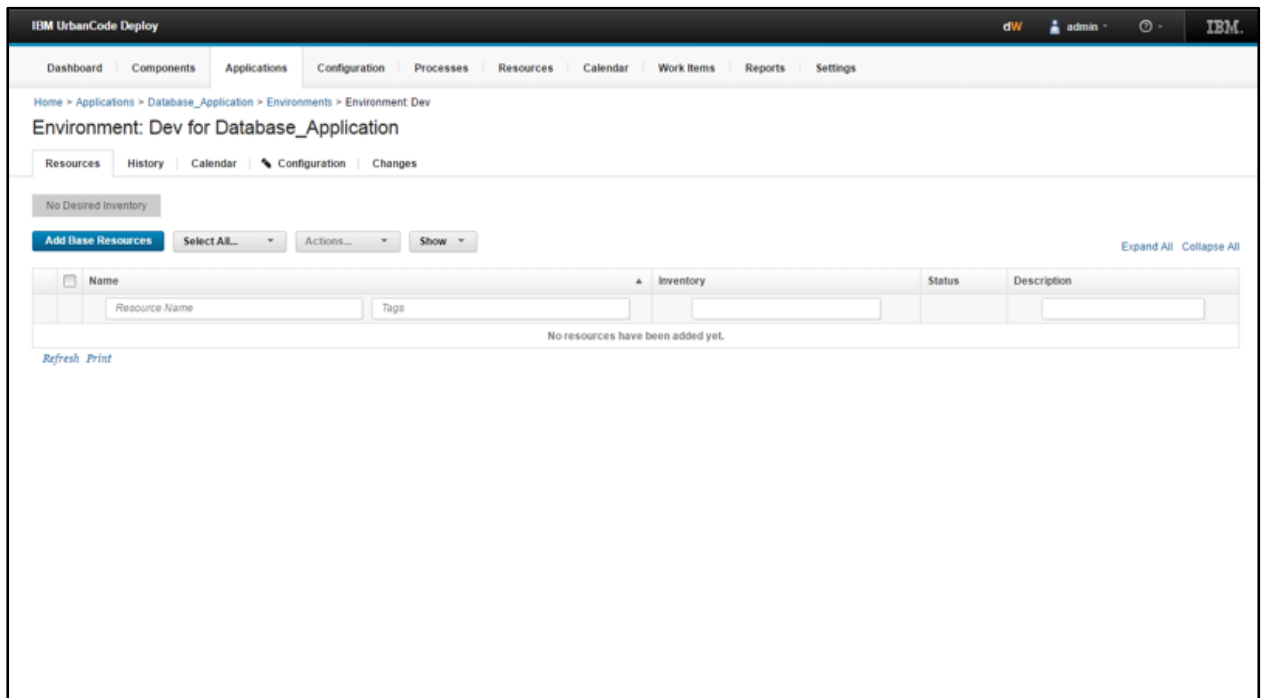 IBM UrbanCode Deploy dW admin IBM.
Dashboard Components Applications Configuration Processes Resources Calendar Work Items Reports Settings
Home > Applications > Database_Application > Environments > Environment: Dev
Environment: Dev for Database_Application
Resources History Calendar Configuration Changes
No Desired Inventory
Add Base Resources Select All... Actions... Show Expand All Collapse All
Name Inventory Status Description
Resource Name Tags
No resources have been added yet.
Refresh Print